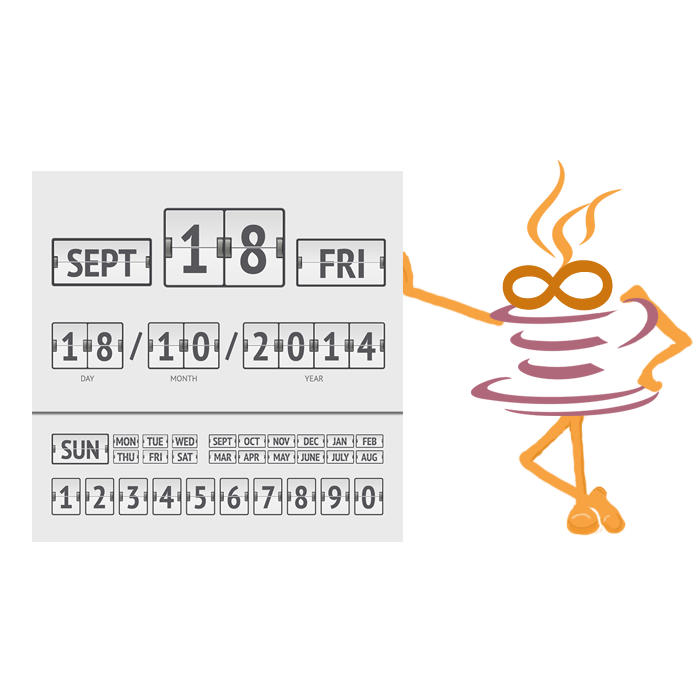 SEPT 18 FRI
18/10/2014
DAY MONTH YEAR
SUN MON TUE WED SEPT OCT NOV DEC JAN FEB
THU FRI SAT MAR APR MAY JUNE JULY AUG
1 2 3 4 5 6 7 8 9 0